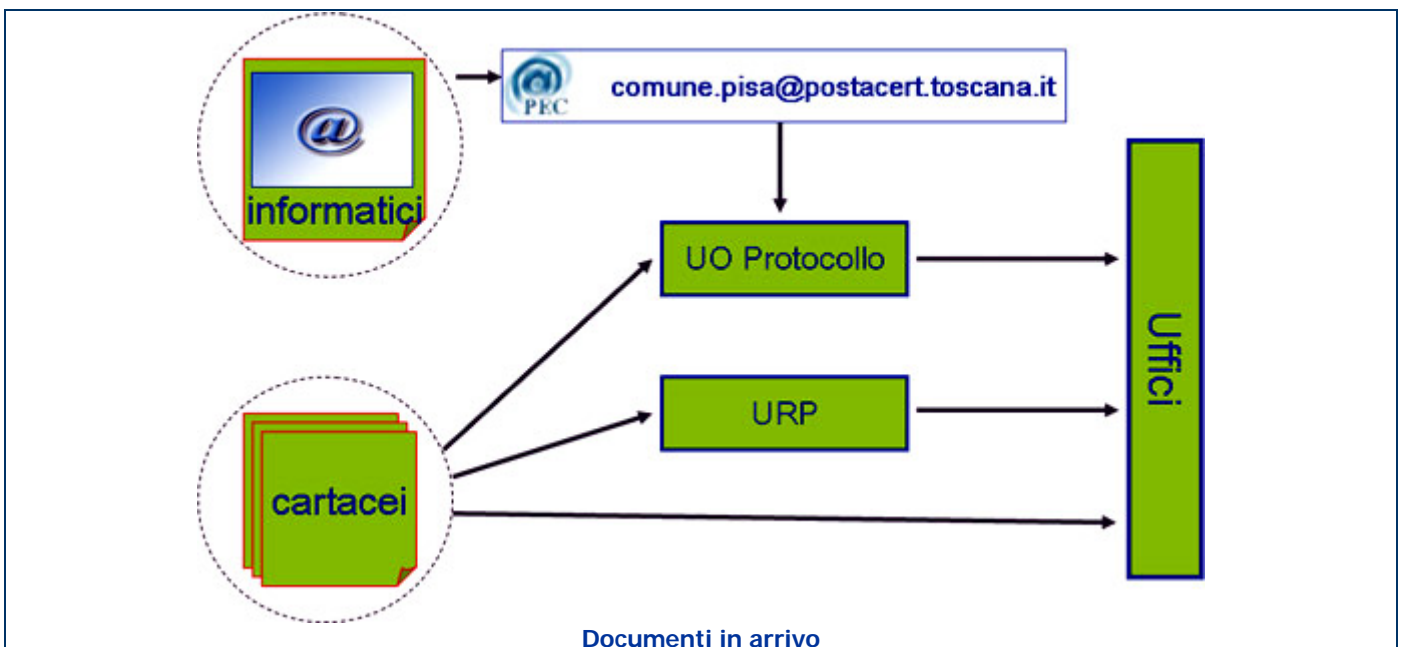 @
informatici
@ PEC
comune.pisa@postacert.toscana.it
UO Protocollo
URP
Uffici
cartacei
Documenti in arrivo